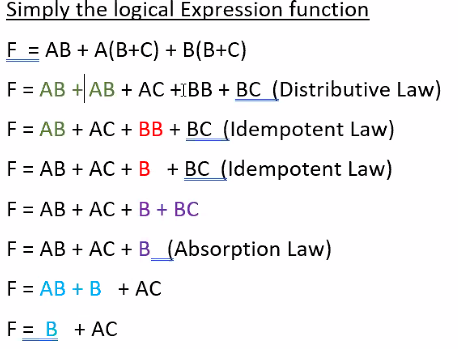 Simply the logical Expression function
F = AB + A(B+C) + B(B+C)
F = AB + AB + AC + BB + BC (Distributive Law)
F = AB + AC + BB + BC (Idempotent Law)
F = AB + AC + B + BC (Idempotent Law)
F = AB + AC + B + BC
F = AB + AC + B (Absorption Law)
F = AB + B + AC
F = B + AC